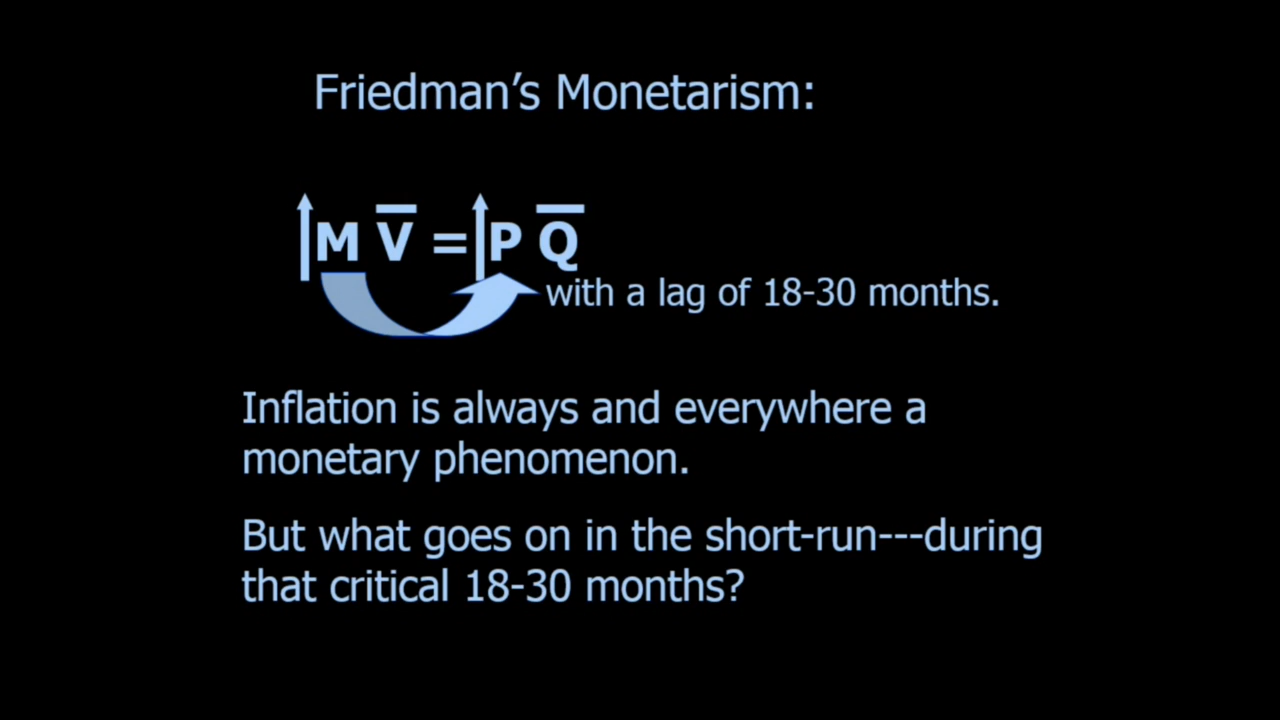 Friedman’s Monetarism:
M V̅ = P Q̅
with a lag of 18-30 months.
Inflation is always and everywhere a
monetary phenomenon.
But what goes on in the short-run---during
that critical 18-30 months?